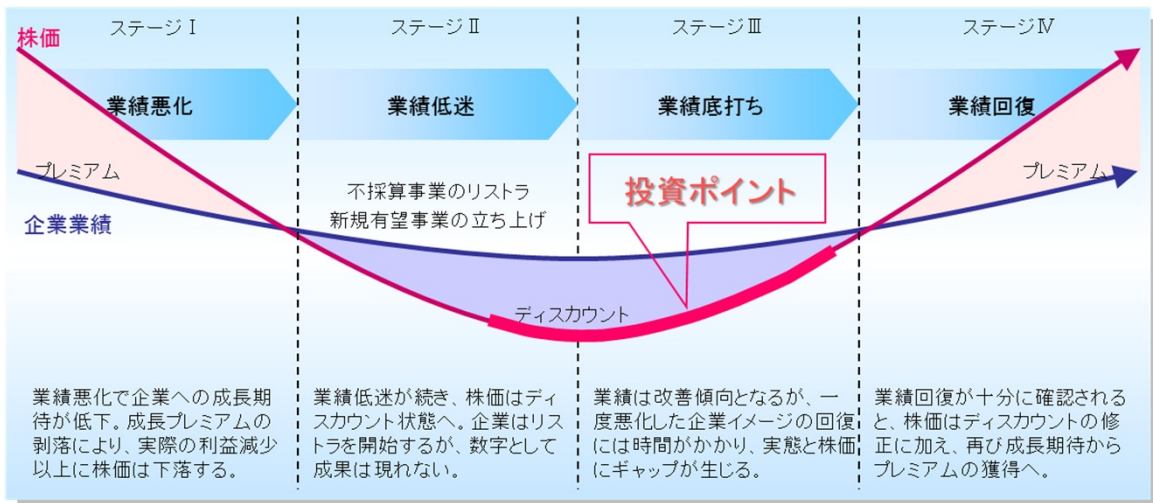 ステージⅠ
ステージⅡ
ステージⅢ
ステージⅣ
株価
業績悪化
業績低迷
業績底打ち
業績回復
プレミアム
プレミアム
企業業績
不採算事業のリストラ
新規有望事業の立ち上げ
投資ポイント
ディスカウント
業績悪化で企業への成長期
待が低下。成長プレミアムの
剥落により、実際の利益減少
以上に株価は下落する。
業績低迷が続き、株価はディ
スカウント状態へ。企業はリス
トラを開始するが、数字として
成果は現れない。
業績は改善傾向となるが、一
度悪化した企業イメージの回復
には時間がかかり、実態と株価
にギャップが生じる。
業績回復が十分に確認される
と、株価はディスカウントの修
正に加え、再び成長期待から
プレミアムの獲得へ。